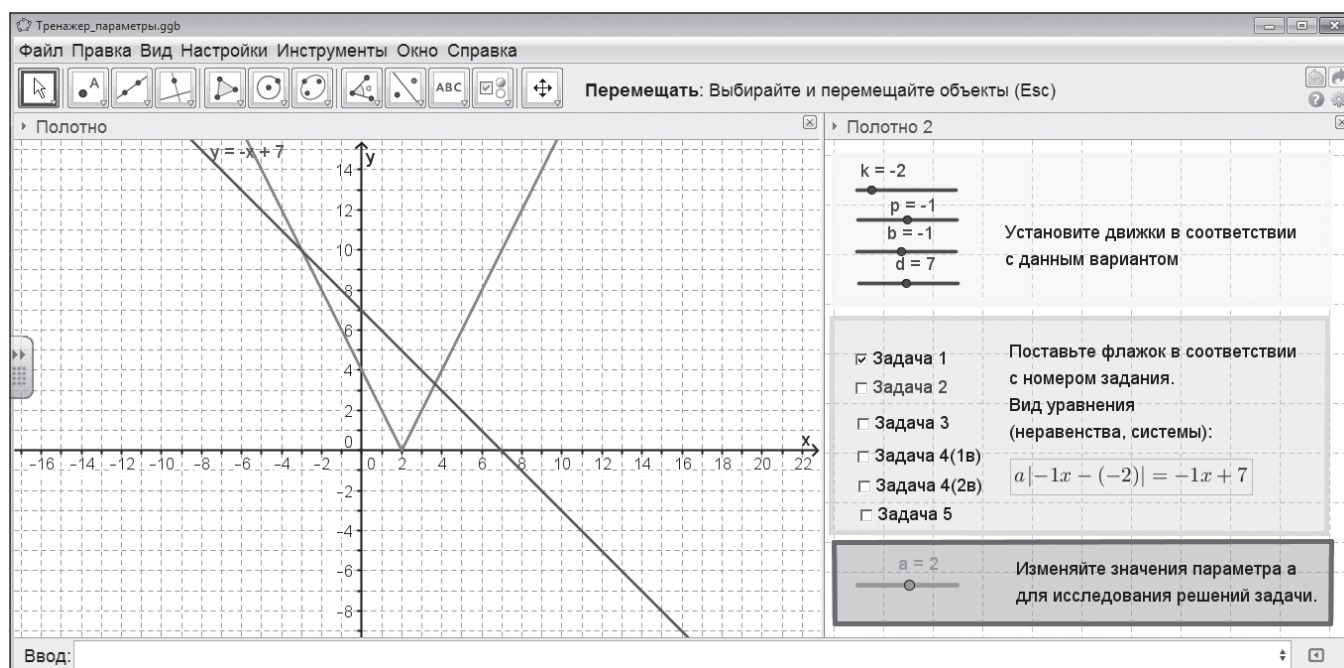 Тренажер_параметры.ggb
Файл Правка Вид Настройки Инструменты Окно Справка
A
α
ABC
Перемещать: Выбирайте и перемещайте объекты (Esc)
Полотно
y = -x + 7
y
14
12
10
8
6
4
2
0
-2
-4
-6
-8
x
-16 -14 -12 -10 -8 -6 -4 -2 0 2 4 6 8 10 12 14 16 18 20 22
Полотно 2
k = -2
p = -1
b = -1
d = 7
Установите движки в соответствии
с данным вариантом
Задача 1
Задача 2
Задача 3
Задача 4(1в)
Задача 4(2в)
Задача 5
Поставьте флажок в соответствии
с номером задания.
Вид уравнения
(неравенства, системы):
a|−1x − (−2)| = −1x + 7
a = 2
Изменяйте значения параметра а
для исследования решений задачи.
Ввод: